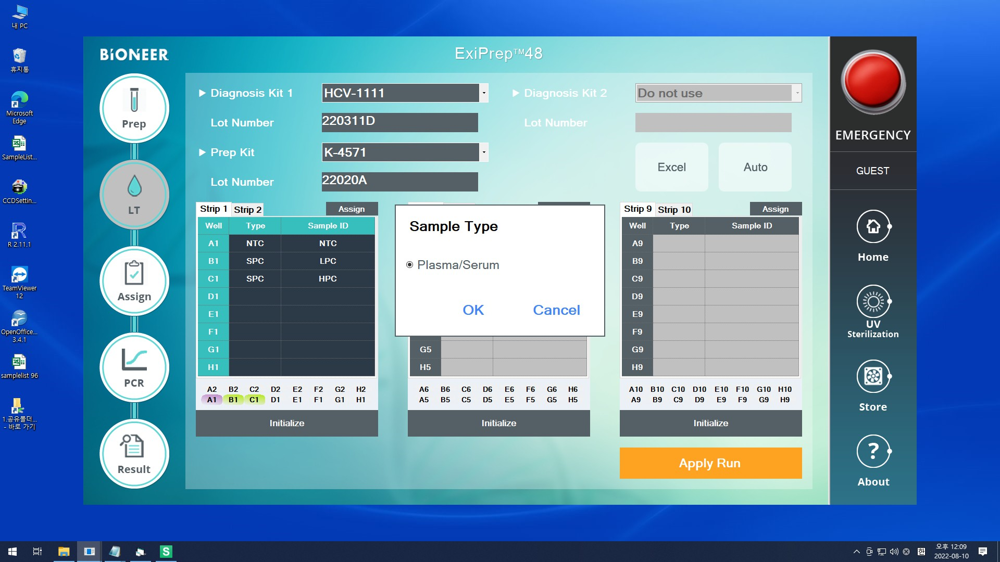 내 PC
휴지통
Microsoft
Edge
SampleList...
CCDSettin...
R 2.11.1
TeamViewer
12
OpenOffice...
3.4.1
samplelist 96
1.공유폴더...
- 바로 가기
BiONEER
ExiPrep™48
Prep
LT
Assign
PCR
Result
Diagnosis Kit 1
HCV-1111
Diagnosis Kit 2
Do not use
Lot Number
220311D
Lot Number
Prep Kit
K-4571
Excel
Auto
Lot Number
22020A
Strip 1
Strip 2
Assign
Well Type Sample ID
A1 NTC NTC
B1 SPC LPC
C1 SPC HPC
D1
E1
F1
G1
H1
A2 B2 C2 D2 E2 F2 G2 H2
A1 B1 C1 D1 E1 F1 G1 H1
Initialize
Sample Type
Plasma/Serum
OK
Cancel
G5
H5
A6 B6 C6 D6 E6 F6 G6 H6
A5 B5 C5 D5 E5 F5 G5 H5
Initialize
Strip 9
Strip 10
Assign
Well Type Sample ID
A9
B9
C9
D9
E9
F9
G9
H9
A10 B10 C10 D10 E10 F10 G10 H10
A9 B9 C9 D9 E9 F9 G9 H9
Initialize
Apply Run
EMERGENCY
GUEST
Home
UV
Sterilization
Store
?
About
S
한
오후 12:09
2022-08-10